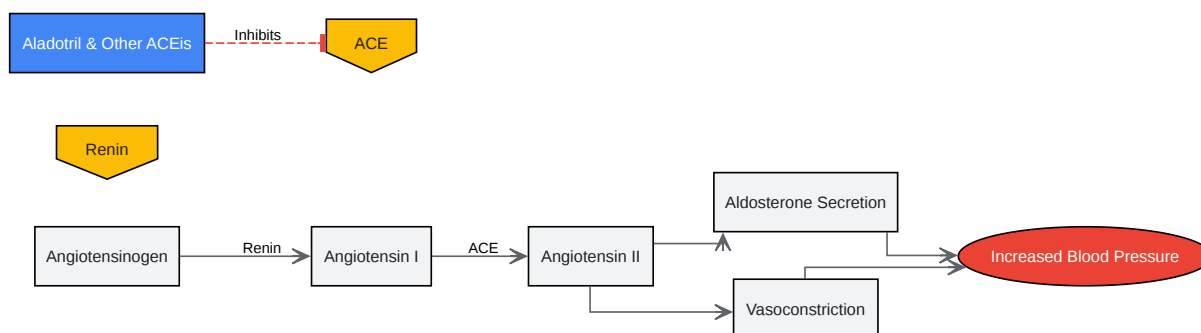 Aladotril & Other ACEis
Inhibits
ACE
Renin
Aldosterone Secretion
Angiotensinogen
Renin
Angiotensin I
ACE
Angiotensin II
Increased Blood Pressure
Vasoconstriction